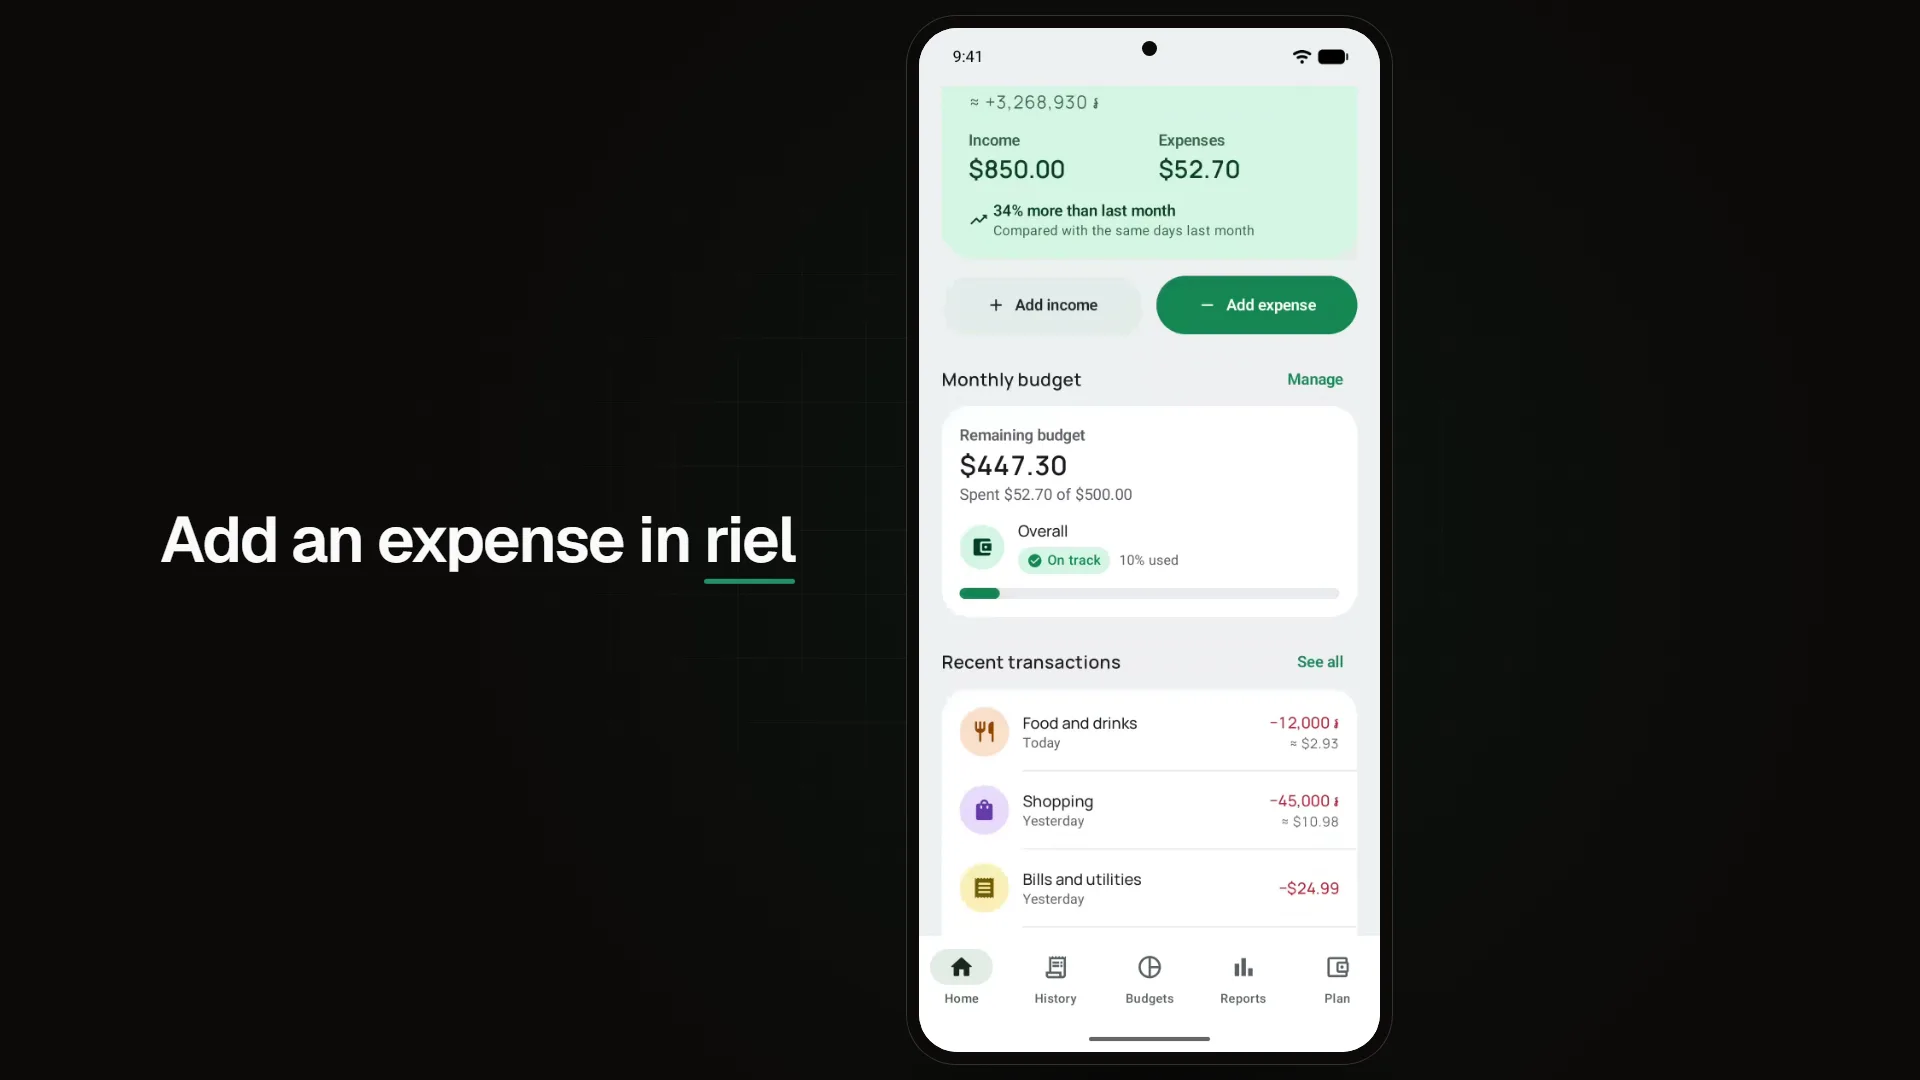 Add an expense in riel
9:41
≈ +3,268,930 ៛
Income
Expenses
$850.00
$52.70
34% more than last month
Compared with the same days last month
+ Add income
− Add expense
Monthly budget
Manage
Remaining budget
$447.30
Spent $52.70 of $500.00
Overall
On track
10% used
Recent transactions
See all
Food and drinks
−12,000 ៛
Today
≈ $2.93
Shopping
−45,000 ៛
Yesterday
≈ $10.98
Bills and utilities
−$24.99
Yesterday
Home
History
Budgets
Reports
Plan